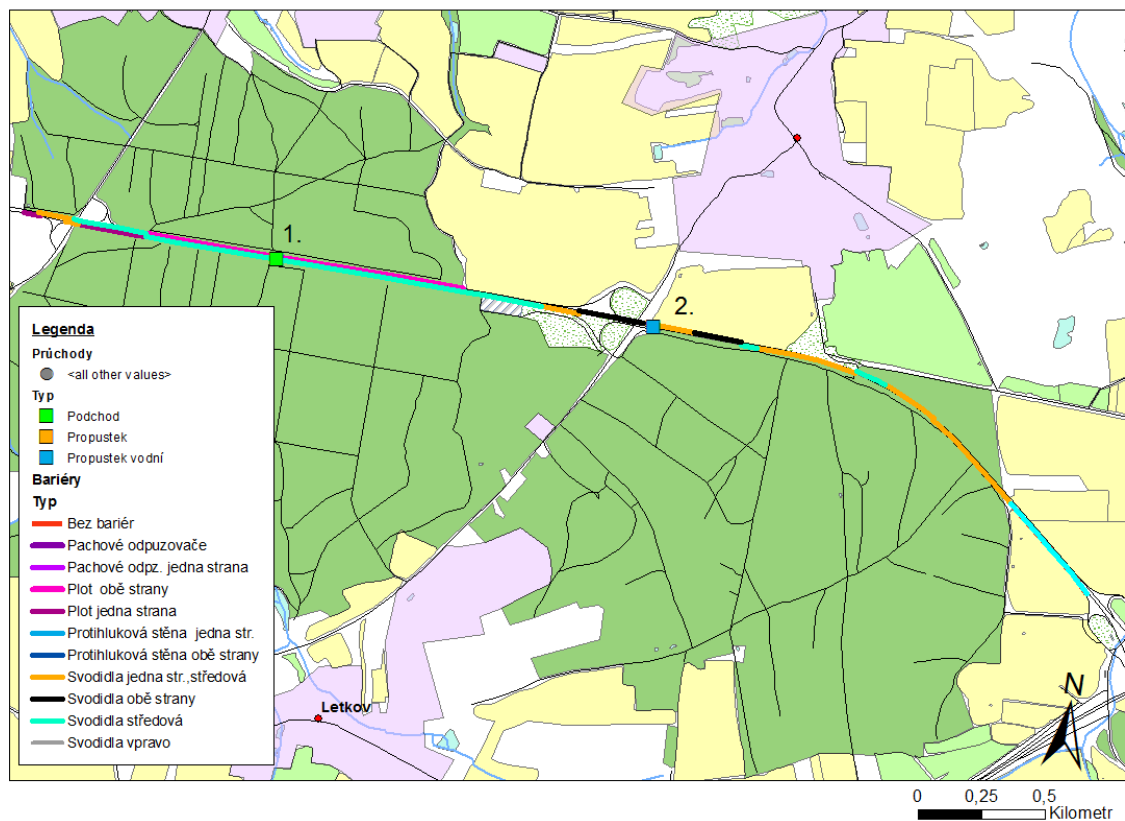 1.
2.
Legenda
Průchody
<all other values>
Typ
Podchod
Propustek
Propustek vodní
Bariéry
Typ
Bez bariér
Pachové odpuzovače
Pachové odpz. jedna strana
Plot obě strany
Plot jedna strana
Protihluková stěna jedna str.
Protihluková stěna obě strany
Svodidla jedna str.,středová
Svodidla obě strany
Svodidla středová
Svodidla vpravo
Letkov
N
0 0,25 0,5
Kilometr